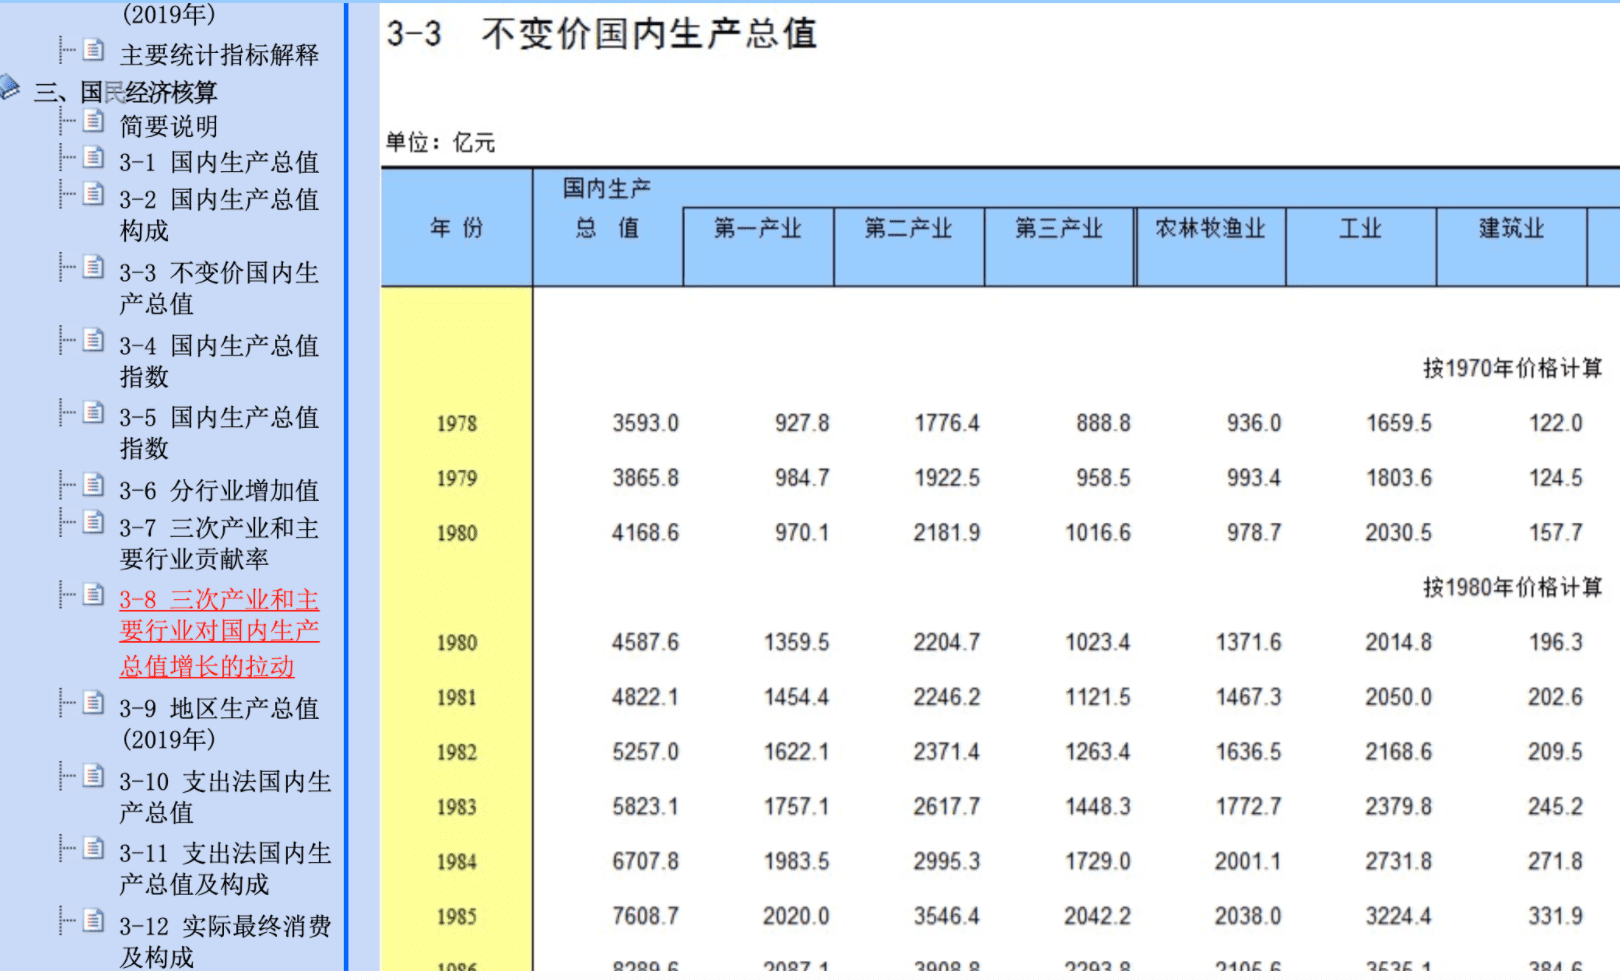 (2019年)
主要统计指标解释
三、国民经济核算
简要说明
3-1 国内生产总值
3-2 国内生产总值
构成
3-3 不变价国内生
产总值
3-4 国内生产总值
指数
3-5 国内生产总值
指数
3-6 分行业增加值
3-7 三次产业和主
要行业贡献率
3-8 三次产业和主
要行业对国内生产
总值增长的拉动
3-9 地区生产总值
(2019年)
3-10 支出法国内生
产总值
3-11 支出法国内生
产总值及构成
3-12 实际最终消费
及构成
3-3 不变价国内生产总值
单位：亿元
国内生产
年 份 总 值 第一产业 第二产业 第三产业 农林牧渔业 工业 建筑业
按1970年价格计算
1978 3593.0 927.8 1776.4 888.8 936.0 1659.5 122.0
1979 3865.8 984.7 1922.5 958.5 993.4 1803.6 124.5
1980 4168.6 970.1 2181.9 1016.6 978.7 2030.5 157.7
按1980年价格计算
1980 4587.6 1359.5 2204.7 1023.4 1371.6 2014.8 196.3
1981 4822.1 1454.4 2246.2 1121.5 1467.3 2050.0 202.6
1982 5257.0 1622.1 2371.4 1263.4 1636.5 2168.6 209.5
1983 5823.1 1757.1 2617.7 1448.3 1772.7 2379.8 245.2
1984 6707.8 1983.5 2995.3 1729.0 2001.1 2731.8 271.8
1985 7608.7 2020.0 3546.4 2042.2 2038.0 3224.4 331.9
1986 8289.6 2087.1 3908.8 2293.8 2105.6 3535.1 384.6